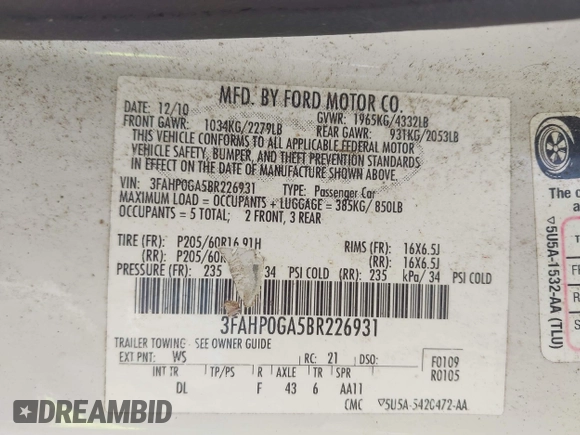 MFD. BY FORD MOTOR CO.
DATE: 12/10 GVWR: 1965KG/4332LB
FRONT GAWR: 1034KG/2279LB REAR GAWR: 931KG/2053LB
THIS VEHICLE CONFORMS TO ALL APPLICABLE FEDERAL MOTOR
VEHICLE SAFETY, BUMPER, AND THEFT PREVENTION STANDARDS
IN EFFECT ON THE DATE OF MANUFACTURE SHOWN ABOVE.
VIN: 3FAHP0GA5BR226931 TYPE: Passenger Car
MAXIMUM LOAD = OCCUPANTS + LUGGAGE = 385KG/850LB
OCCUPANTS = 5 TOTAL; 2 FRONT, 3 REAR
TIRE (FR): P205/60R16 91H RIMS (FR): 16X6.5J
(RR): P205/60 (RR): 16X6.5J
PRESSURE (FR): 235 34 PSI COLD (RR): 235 kPa/34 PSI COLD
3FAHP0GA5BR226931
TRAILER TOWING - SEE OWNER GUIDE
EXT PNT: WS RC: 21 DSO: F0109
INT TR TP/PS R AXLE TR SPR R0105
DL F 43 6 AA11
CMC ▽5U5A-5420472-AA
The C
a
▽5U5A-1532-AA (TLU)
T
F
R
S
DREAMBID